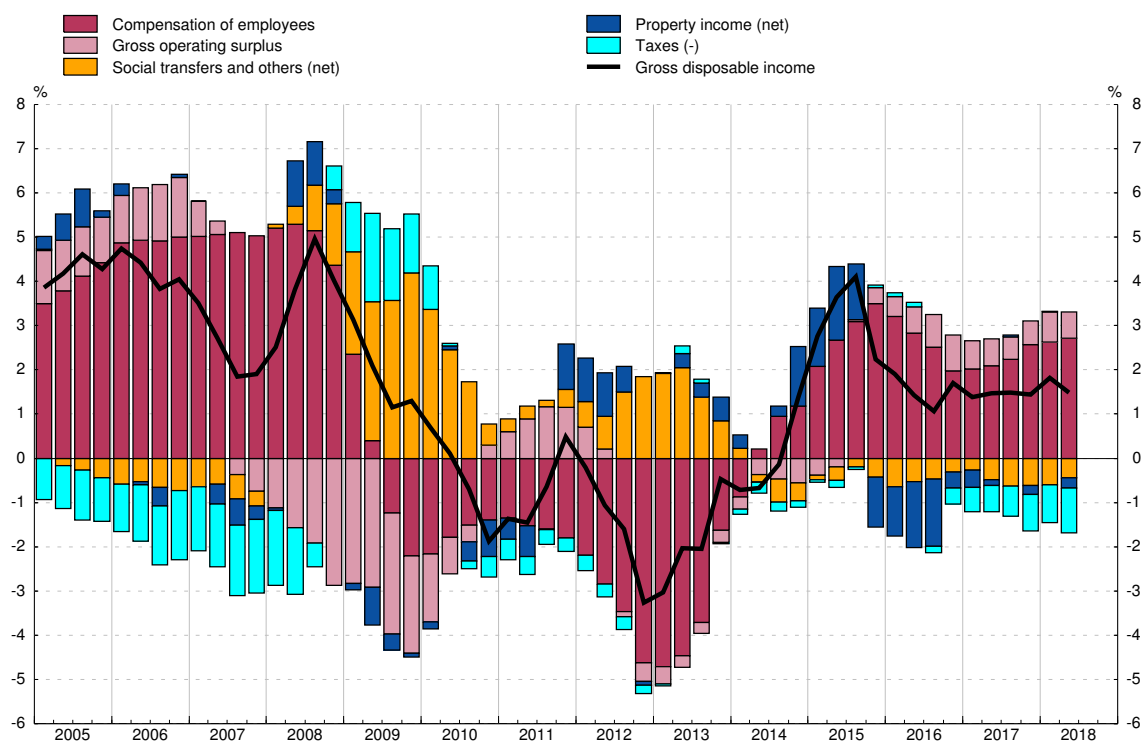 Compensation of employees
Gross operating surplus
Social transfers and others (net)
Property income (net)
Taxes (-)
Gross disposable income
% %
8 8
7 7
6 6
5 5
4 4
3 3
2 2
1 1
0 0
-1 -1
-2 -2
-3 -3
-4 -4
-5 -5
-6 -6
2005 2006 2007 2008 2009 2010 2011 2012 2013 2014 2015 2016 2017 2018